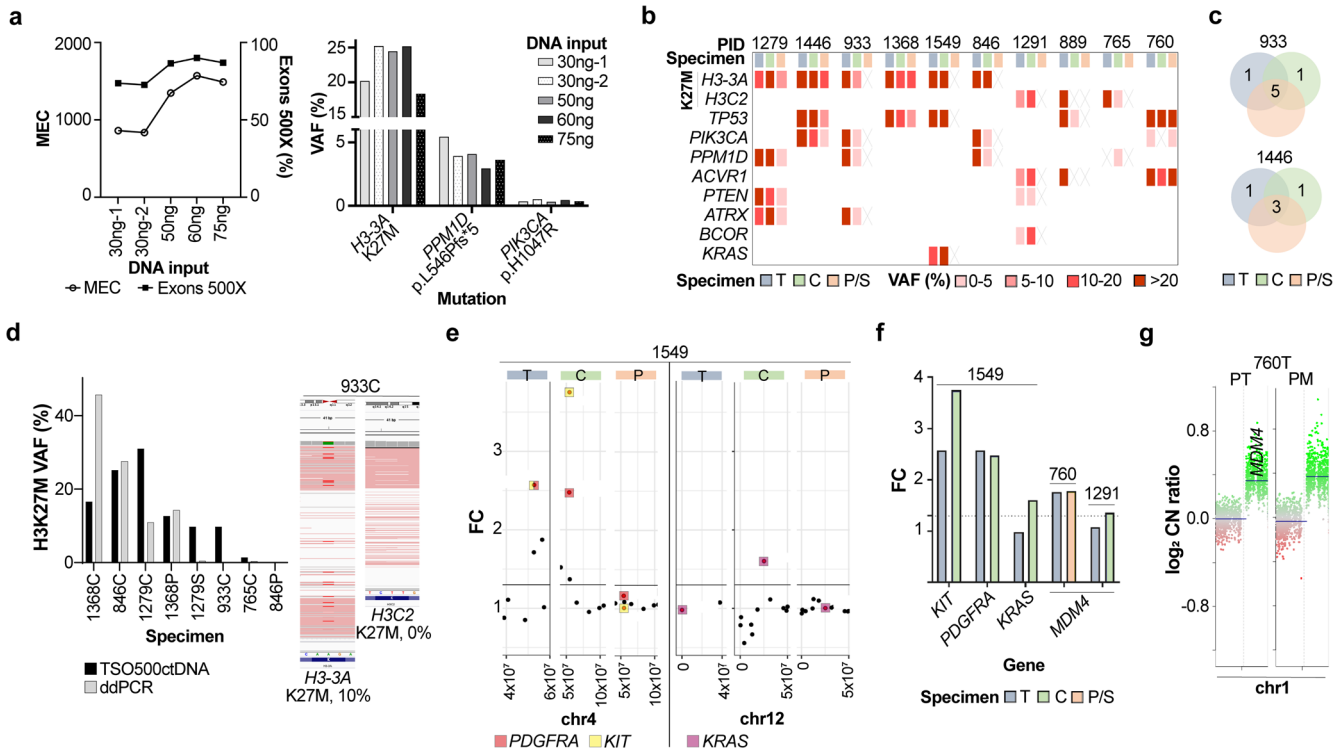 a
2000
1000
0
MEC
100
50
0
Exons 500X (%)
30ng-1
30ng-2
50ng
60ng
75ng
DNA input
MEC
Exons 500X
25
20
15
5
0
VAF (%)
DNA input
30ng-1
30ng-2
50ng
60ng
75ng
H3-3A
K27M
PPM1D
p.L546Pfs*5
PIK3CA
p.H1047R
Mutation
b
PID 1279 1446 933 1368 1549 846 1291 889 765 760
Specimen
K27M
H3-3A
H3C2
TP53
PIK3CA
PPM1D
ACVR1
PTEN
ATRX
BCOR
KRAS
Specimen T C P/S VAF (%) 0-5 5-10 10-20 >20
c
933
1 1
5
1446
1 1
3
T C P/S
d
H3K27M VAF (%)
40
20
0
1368C
846C
1279C
1368P
1279S
933C
765C
846P
Specimen
TSO500ctDNA
ddPCR
933C
H3-3A
K27M, 10%
H3C2
K27M, 0%
e
1549
T C P T C P
FC
3
2
1
4x10⁷
6x10⁷
5x10⁷
10x10⁷
5x10⁷
10x10⁷
0
5x10⁷
0
5x10⁷
chr4 chr12
PDGFRA KIT KRAS
f
FC
4
3
2
1
0
1549
760
1291
KIT
PDGFRA
KRAS
MDM4
Gene
Specimen T C P/S
g
760T
PT PM
MDM4
log₂ CN ratio
0.8
0.0
-0.8
chr1